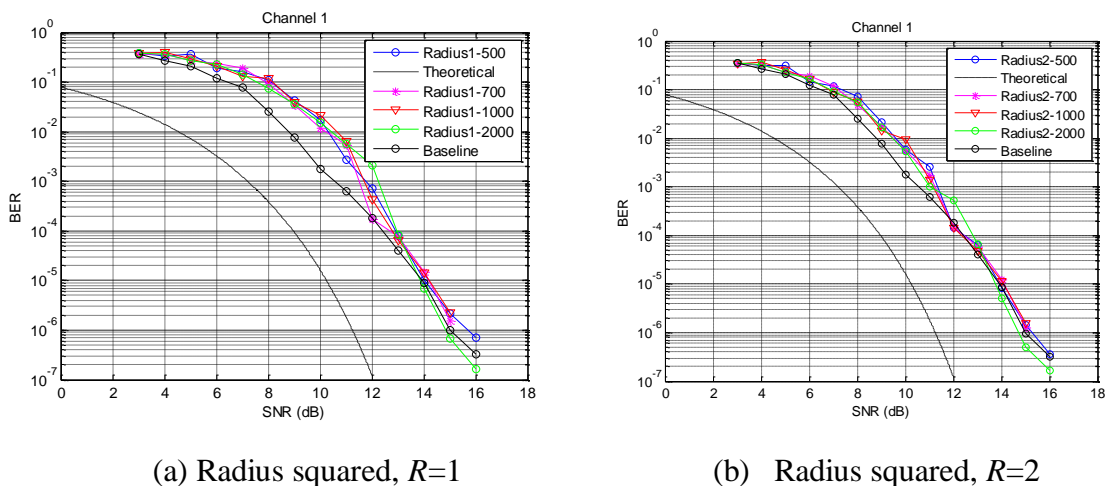 Channel 1
10^0
10^-1
10^-2
10^-3
10^-4
10^-5
10^-6
10^-7
BER
0
2
4
6
8
10
12
14
16
18
SNR (dB)
Radius1-500
Theoretical
Radius1-700
Radius1-1000
Radius1-2000
Baseline
(a) Radius squared, R=1
Channel 1
10^0
10^-1
10^-2
10^-3
10^-4
10^-5
10^-6
10^-7
BER
0
2
4
6
8
10
12
14
16
18
SNR (dB)
Radius2-500
Theoretical
Radius2-700
Radius2-1000
Radius2-2000
Baseline
(b) Radius squared, R=2